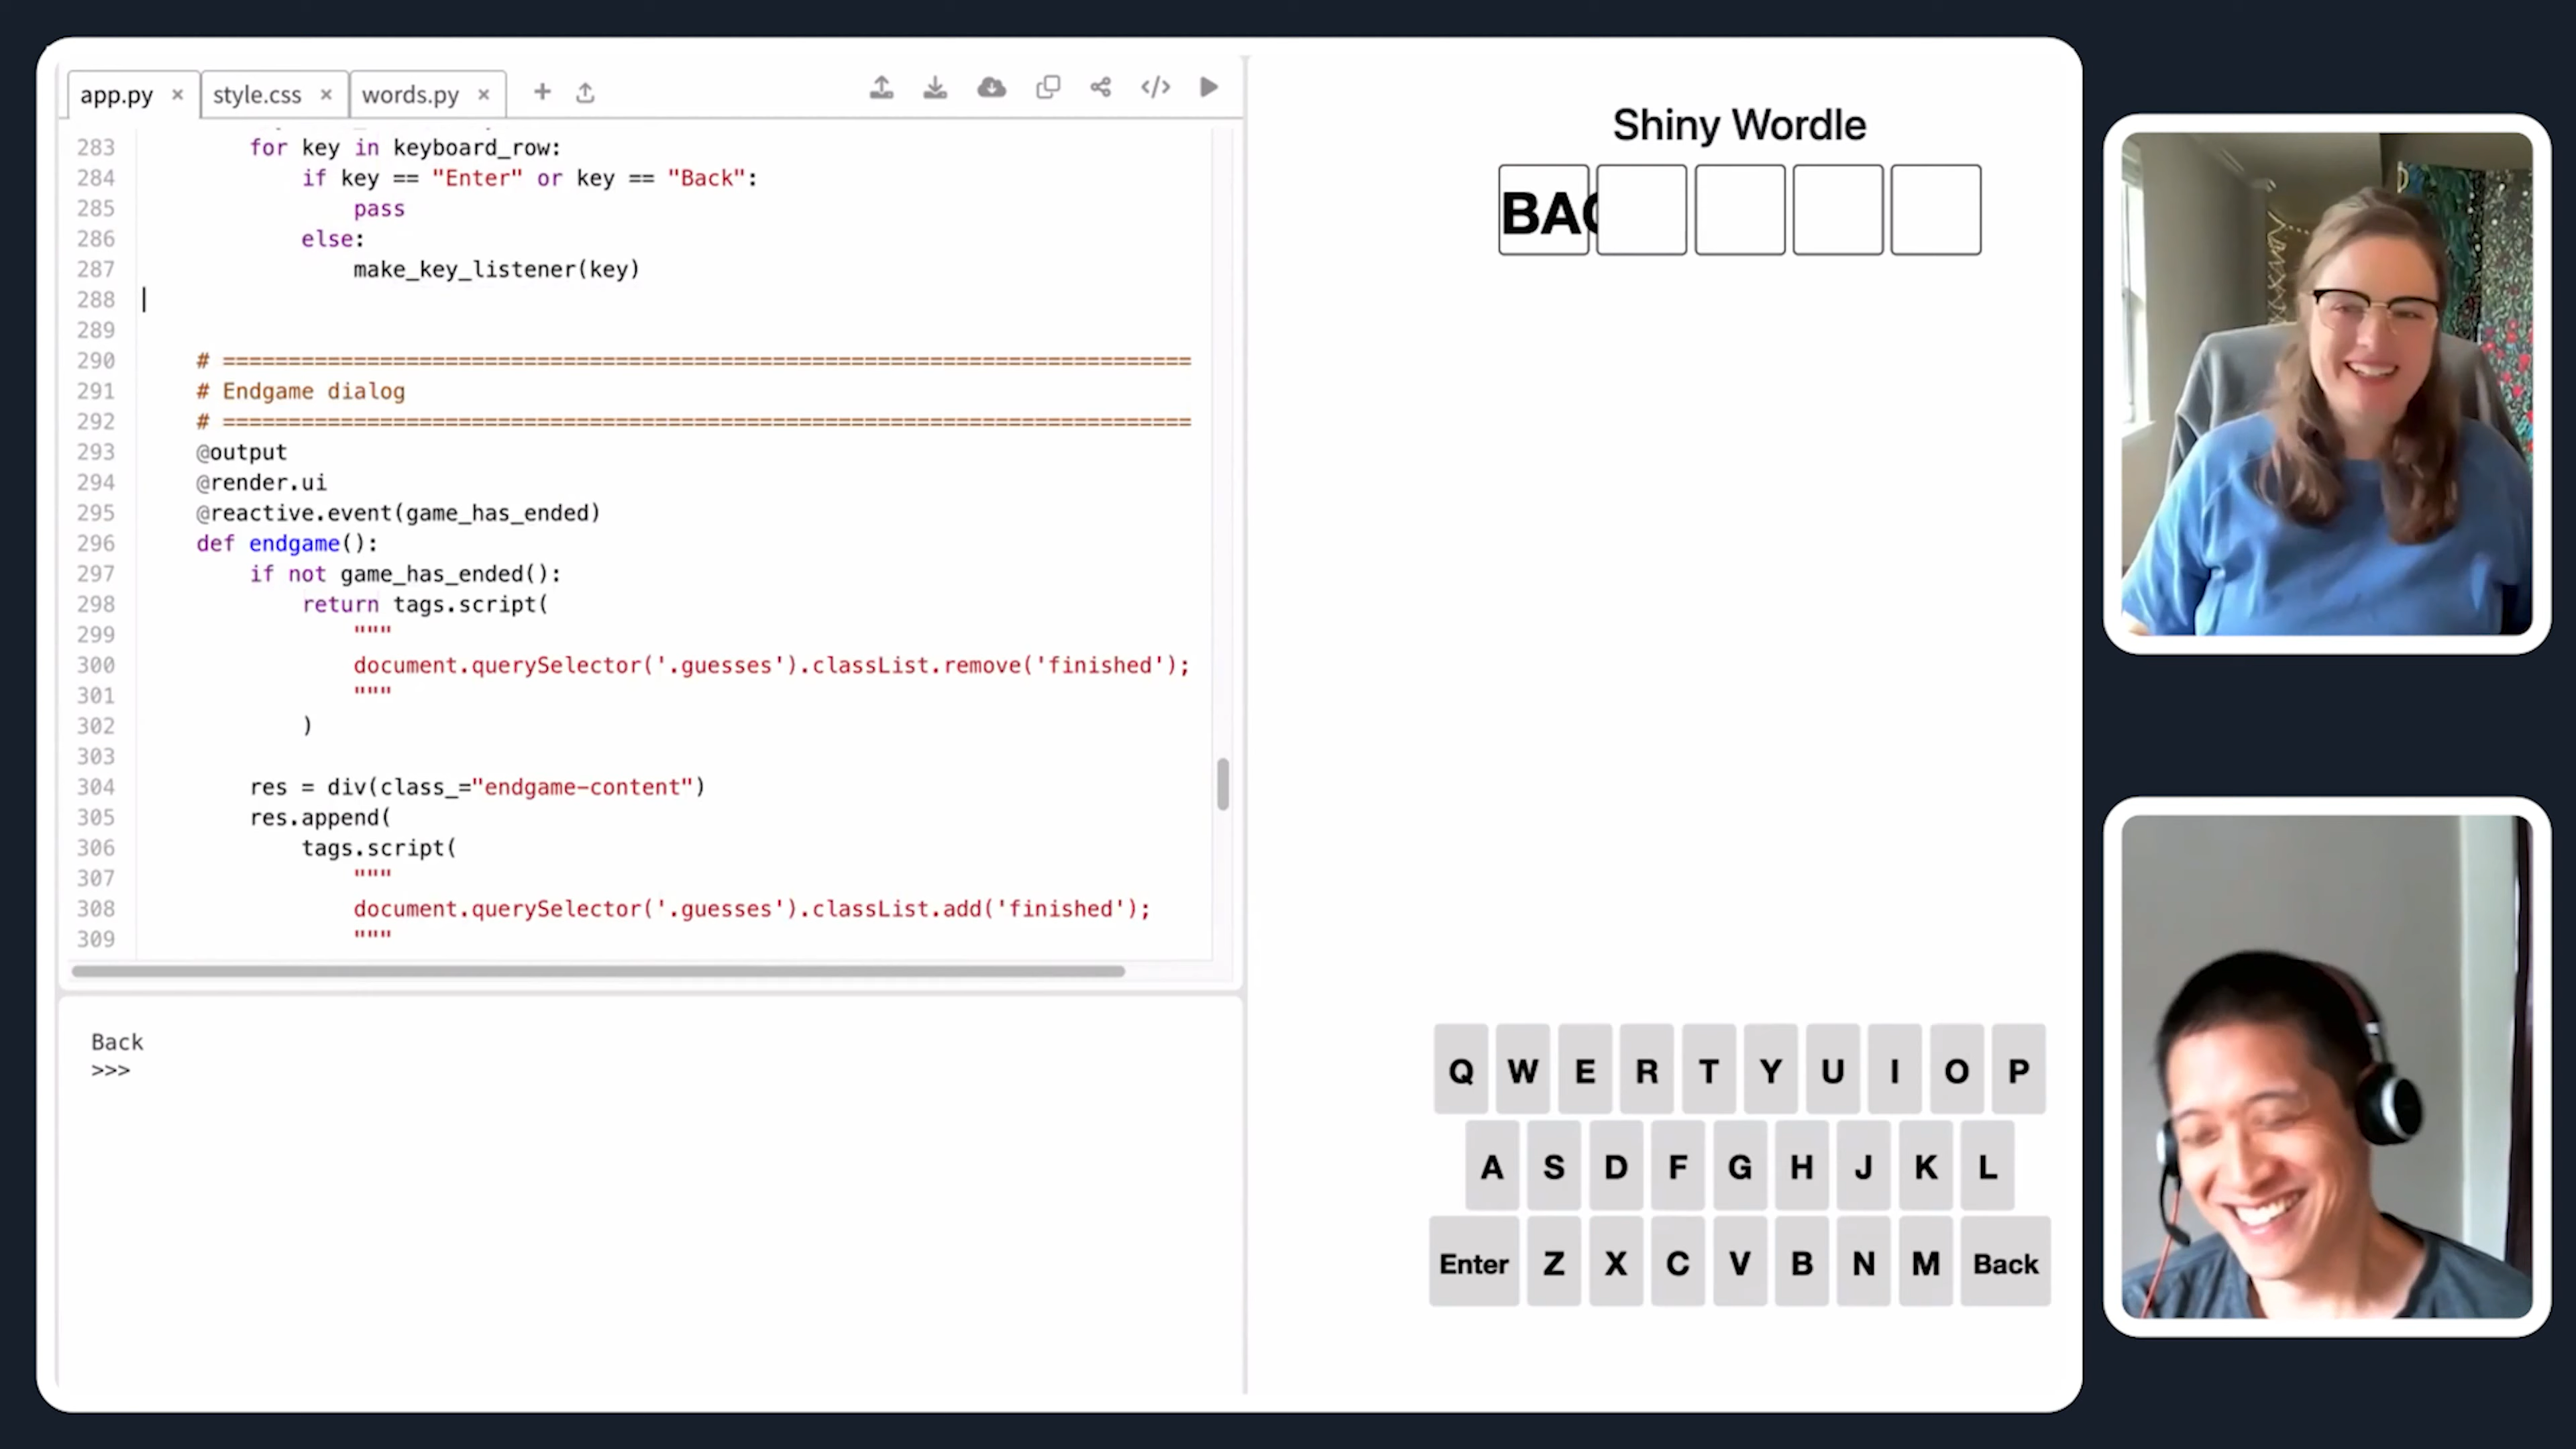 app.py × style.css × words.py ×
283 for key in keyboard_row:
284 if key == "Enter" or key == "Back":
285 pass
286 else:
287 make_key_listener(key)
288
289
290 # ==========================================================================
291 # Endgame dialog
292 # ==========================================================================
293 @output
294 @render.ui
295 @reactive.event(game_has_ended)
296 def endgame():
297 if not game_has_ended():
298 return tags.script(
299 """
300 document.querySelector('.guesses').classList.remove('finished');
301 """
302 )
303
304 res = div(class_="endgame-content")
305 res.append(
306 tags.script(
307 """
308 document.querySelector('.guesses').classList.add('finished');
309 """
Back
>>>
Shiny Wordle
BAC
Q W E R T Y U I O P
A S D F G H J K L
Enter Z X C V B N M Back